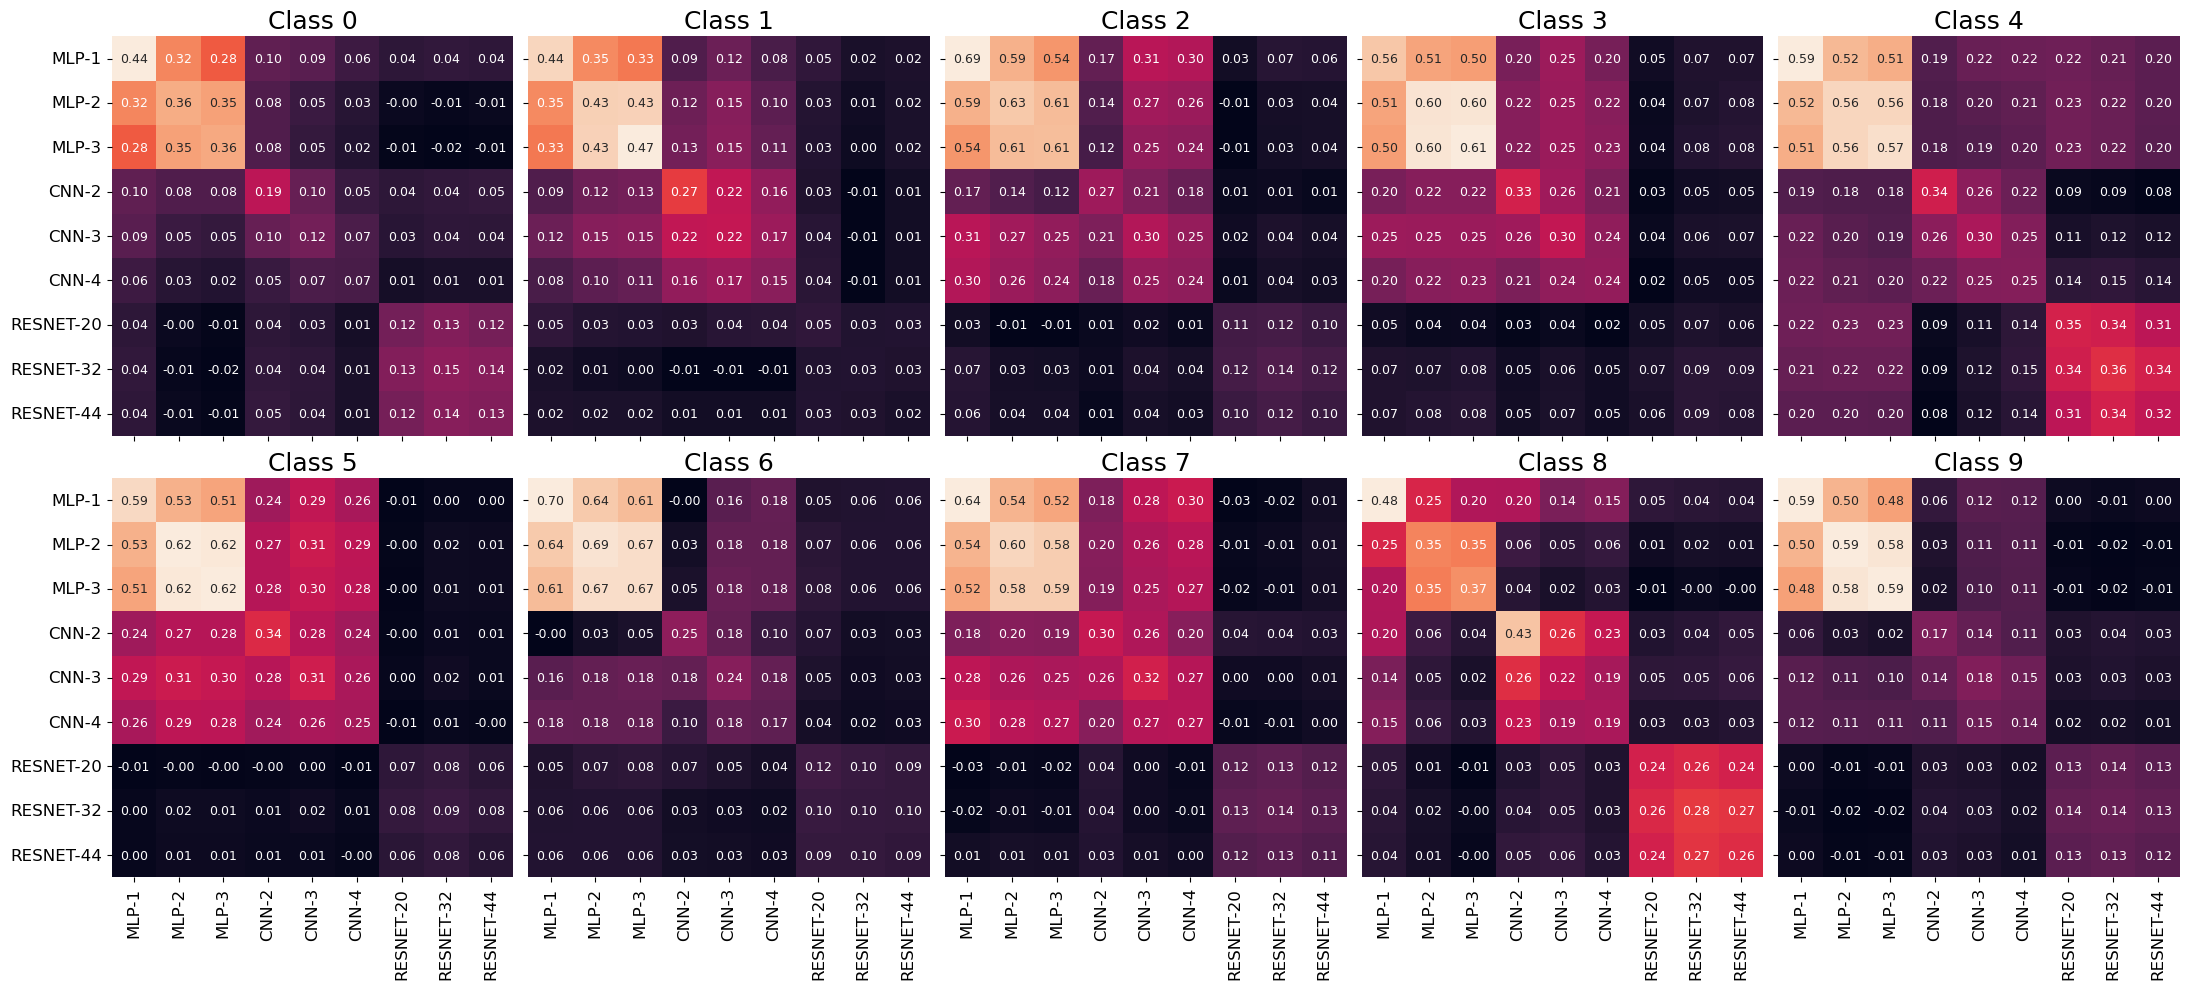 Class 0 Class 1 Class 2 Class 3 Class 4
MLP-1 0.44 0.32 0.28 0.10 0.09 0.06 0.04 0.04 0.04 0.44 0.35 0.33 0.09 0.12 0.08 0.05 0.02 0.02 0.69 0.59 0.54 0.17 0.31 0.30 0.03 0.07 0.06 0.56 0.51 0.50 0.20 0.25 0.20 0.05 0.07 0.07 0.59 0.52 0.51 0.19 0.22 0.22 0.22 0.21 0.20
MLP-2 0.32 0.36 0.35 0.08 0.05 0.03 -0.00 -0.01 -0.01 0.35 0.43 0.43 0.12 0.15 0.10 0.03 0.01 0.02 0.59 0.63 0.61 0.14 0.27 0.26 -0.01 0.03 0.04 0.51 0.60 0.60 0.22 0.25 0.22 0.04 0.07 0.08 0.52 0.56 0.56 0.18 0.20 0.21 0.23 0.22 0.20
MLP-3 0.28 0.35 0.36 0.08 0.05 0.02 -0.01 -0.02 -0.01 0.33 0.43 0.47 0.13 0.15 0.11 0.03 0.00 0.02 0.54 0.61 0.61 0.12 0.25 0.24 -0.01 0.03 0.04 0.50 0.60 0.61 0.22 0.25 0.23 0.04 0.08 0.08 0.51 0.56 0.57 0.18 0.19 0.20 0.23 0.22 0.20
CNN-2 0.10 0.08 0.08 0.19 0.10 0.05 0.04 0.04 0.05 0.09 0.12 0.13 0.27 0.22 0.16 0.03 -0.01 0.01 0.17 0.14 0.12 0.27 0.21 0.18 0.01 0.01 0.01 0.20 0.22 0.22 0.33 0.26 0.21 0.03 0.05 0.05 0.19 0.18 0.18 0.34 0.26 0.22 0.09 0.09 0.08
CNN-3 0.09 0.05 0.05 0.10 0.12 0.07 0.03 0.04 0.04 0.12 0.15 0.15 0.22 0.22 0.17 0.04 -0.01 0.01 0.31 0.27 0.25 0.21 0.30 0.25 0.02 0.04 0.04 0.25 0.25 0.25 0.26 0.30 0.24 0.04 0.06 0.07 0.22 0.20 0.19 0.26 0.30 0.25 0.11 0.12 0.12
CNN-4 0.06 0.03 0.02 0.05 0.07 0.07 0.01 0.01 0.01 0.08 0.10 0.11 0.16 0.17 0.15 0.04 -0.01 0.01 0.30 0.26 0.24 0.18 0.25 0.24 0.01 0.04 0.03 0.20 0.22 0.23 0.21 0.24 0.24 0.02 0.05 0.05 0.22 0.21 0.20 0.22 0.25 0.25 0.14 0.15 0.14
RESNET-20 0.04 -0.00 -0.01 0.04 0.03 0.01 0.12 0.13 0.12 0.05 0.03 0.03 0.03 0.04 0.04 0.05 0.03 0.03 0.03 -0.01 -0.01 0.01 0.02 0.01 0.11 0.12 0.10 0.05 0.04 0.04 0.03 0.04 0.02 0.05 0.07 0.06 0.22 0.23 0.23 0.09 0.11 0.14 0.35 0.34 0.31
RESNET-32 0.04 -0.01 -0.02 0.04 0.04 0.01 0.13 0.15 0.14 0.02 0.01 0.00 -0.01 -0.01 -0.01 0.03 0.03 0.03 0.07 0.03 0.03 0.01 0.04 0.04 0.12 0.14 0.12 0.07 0.07 0.08 0.05 0.06 0.05 0.07 0.09 0.09 0.21 0.22 0.22 0.09 0.12 0.15 0.34 0.36 0.34
RESNET-44 0.04 -0.01 -0.01 0.05 0.04 0.01 0.12 0.14 0.13 0.02 0.02 0.02 0.01 0.01 0.01 0.03 0.03 0.02 0.06 0.04 0.04 0.01 0.04 0.03 0.10 0.12 0.10 0.07 0.08 0.08 0.05 0.07 0.05 0.06 0.09 0.08 0.20 0.20 0.20 0.08 0.12 0.14 0.31 0.34 0.32
Class 5 Class 6 Class 7 Class 8 Class 9
MLP-1 0.59 0.53 0.51 0.24 0.29 0.26 -0.01 0.00 0.00 0.70 0.64 0.61 -0.00 0.16 0.18 0.05 0.06 0.06 0.64 0.54 0.52 0.18 0.28 0.30 -0.03 -0.02 0.01 0.48 0.25 0.20 0.20 0.14 0.15 0.05 0.04 0.04 0.59 0.50 0.48 0.06 0.12 0.12 0.00 -0.01 0.00
MLP-2 0.53 0.62 0.62 0.27 0.31 0.29 -0.00 0.02 0.01 0.64 0.69 0.67 0.03 0.18 0.18 0.07 0.06 0.06 0.54 0.60 0.58 0.20 0.26 0.28 -0.01 -0.01 0.01 0.25 0.35 0.35 0.06 0.05 0.06 0.01 0.02 0.01 0.50 0.59 0.58 0.03 0.11 0.11 -0.01 -0.02 -0.01
MLP-3 0.51 0.62 0.62 0.28 0.30 0.28 -0.00 0.01 0.01 0.61 0.67 0.67 0.05 0.18 0.18 0.08 0.06 0.06 0.52 0.58 0.59 0.19 0.25 0.27 -0.02 -0.01 0.01 0.20 0.35 0.37 0.04 0.02 0.03 -0.01 -0.00 -0.00 0.48 0.58 0.59 0.02 0.10 0.11 -0.01 -0.02 -0.01
CNN-2 0.24 0.27 0.28 0.34 0.28 0.24 -0.00 0.01 0.01 -0.00 0.03 0.05 0.25 0.18 0.10 0.07 0.03 0.03 0.18 0.20 0.19 0.30 0.26 0.20 0.04 0.04 0.03 0.20 0.06 0.04 0.43 0.26 0.23 0.03 0.04 0.05 0.06 0.03 0.02 0.17 0.14 0.11 0.03 0.04 0.03
CNN-3 0.29 0.31 0.30 0.28 0.31 0.26 0.00 0.02 0.01 0.16 0.18 0.18 0.18 0.24 0.18 0.05 0.03 0.03 0.28 0.26 0.25 0.26 0.32 0.27 0.00 0.00 0.01 0.14 0.05 0.02 0.26 0.22 0.19 0.05 0.05 0.06 0.12 0.11 0.10 0.14 0.18 0.15 0.03 0.03 0.03
CNN-4 0.26 0.29 0.28 0.24 0.26 0.25 -0.01 0.01 -0.00 0.18 0.18 0.18 0.10 0.18 0.17 0.04 0.02 0.03 0.30 0.28 0.27 0.20 0.27 0.27 -0.01 -0.01 0.00 0.15 0.06 0.03 0.23 0.19 0.19 0.03 0.03 0.03 0.12 0.11 0.11 0.11 0.15 0.14 0.02 0.02 0.01
RESNET-20 -0.01 -0.00 -0.00 -0.00 0.00 -0.01 0.07 0.08 0.06 0.05 0.07 0.08 0.07 0.05 0.04 0.12 0.10 0.09 -0.03 -0.01 -0.02 0.04 0.00 -0.01 0.12 0.13 0.12 0.05 0.01 -0.01 0.03 0.05 0.03 0.24 0.26 0.24 0.00 -0.01 -0.01 0.03 0.03 0.02 0.13 0.14 0.13
RESNET-32 0.00 0.02 0.01 0.01 0.02 0.01 0.08 0.09 0.08 0.06 0.06 0.06 0.03 0.03 0.02 0.10 0.10 0.10 -0.02 -0.01 -0.01 0.04 0.00 -0.01 0.13 0.14 0.13 0.04 0.02 -0.00 0.04 0.05 0.03 0.26 0.28 0.27 -0.01 -0.02 -0.02 0.04 0.03 0.02 0.14 0.14 0.13
RESNET-44 0.00 0.01 0.01 0.01 0.01 -0.00 0.06 0.08 0.06 0.06 0.06 0.06 0.03 0.03 0.03 0.09 0.10 0.09 0.01 0.01 0.01 0.03 0.01 0.00 0.12 0.13 0.11 0.04 0.01 -0.00 0.05 0.06 0.03 0.24 0.27 0.26 0.00 -0.01 -0.01 0.03 0.03 0.01 0.13 0.13 0.12
MLP-1 MLP-2 MLP-3 CNN-2 CNN-3 CNN-4 RESNET-20 RESNET-32 RESNET-44 MLP-1 MLP-2 MLP-3 CNN-2 CNN-3 CNN-4 RESNET-20 RESNET-32 RESNET-44 MLP-1 MLP-2 MLP-3 CNN-2 CNN-3 CNN-4 RESNET-20 RESNET-32 RESNET-44 MLP-1 MLP-2 MLP-3 CNN-2 CNN-3 CNN-4 RESNET-20 RESNET-32 RESNET-44 MLP-1 MLP-2 MLP-3 CNN-2 CNN-3 CNN-4 RESNET-20 RESNET-32 RESNET-44